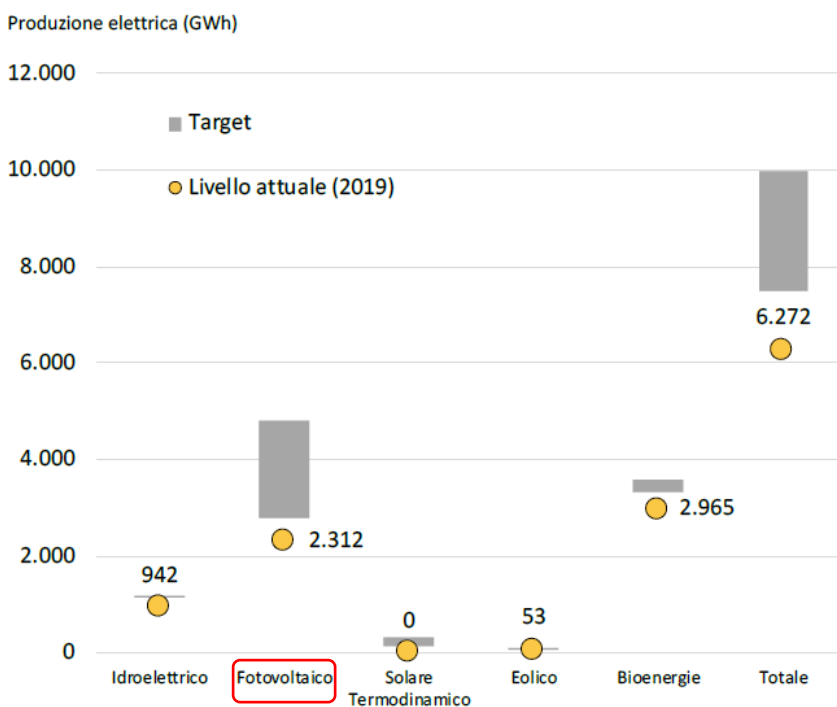 Produzione elettrica (GWh)
12.000
Target
10.000
Livello attuale (2019)
8.000
6.272
6.000
4.000
2.965
2.312
2.000
942
0
53
0
Idroelettrico
Fotovoltaico
Solare
Termodinamico
Eolico
Bioenergie
Totale